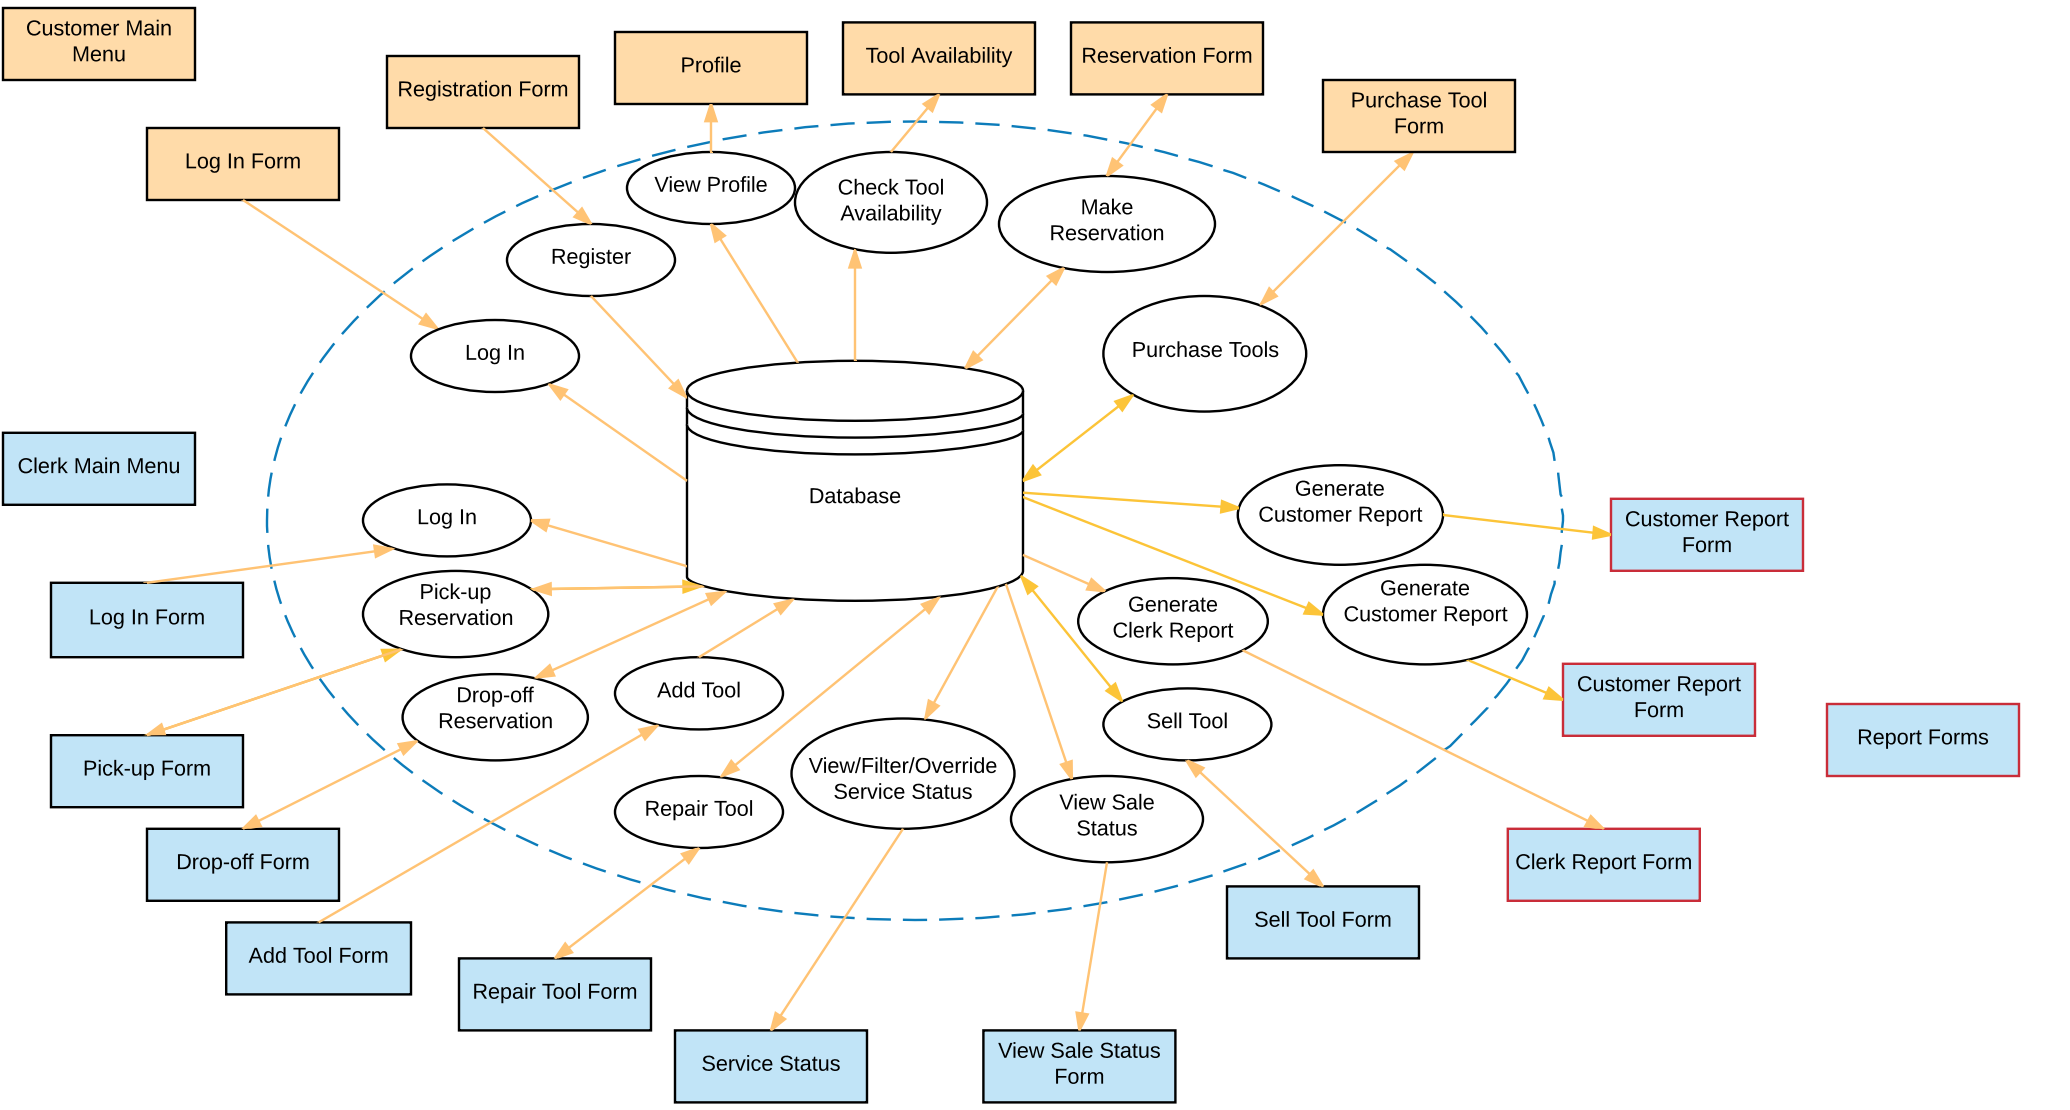 Customer Main
Menu
Registration Form
Profile
Tool Availability
Reservation Form
Purchase Tool
Form
Log In Form
View Profile
Check Tool
Availability
Make
Reservation
Register
Log In
Purchase Tools
Clerk Main Menu
Database
Log In
Generate
Customer Report
Customer Report
Form
Log In Form
Pick-up
Reservation
Generate
Clerk Report
Generate
Customer Report
Drop-off
Reservation
Add Tool
Sell Tool
Customer Report
Form
Report Forms
Pick-up Form
Repair Tool
View/Filter/Override
Service Status
View Sale
Status
Drop-off Form
Clerk Report Form
Add Tool Form
Sell Tool Form
Repair Tool Form
Service Status
View Sale Status
Form